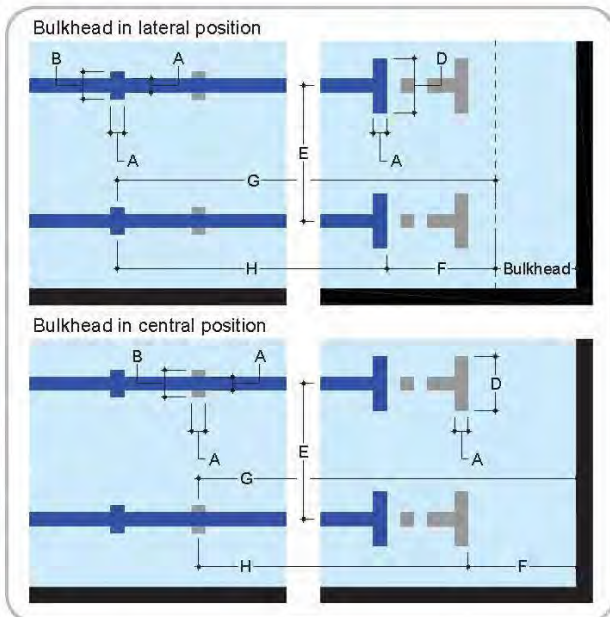 Bulkhead in lateral position
B A D
A E A
G
H F Bulkhead
Bulkhead in central position
B A
D
A E A
G
H F